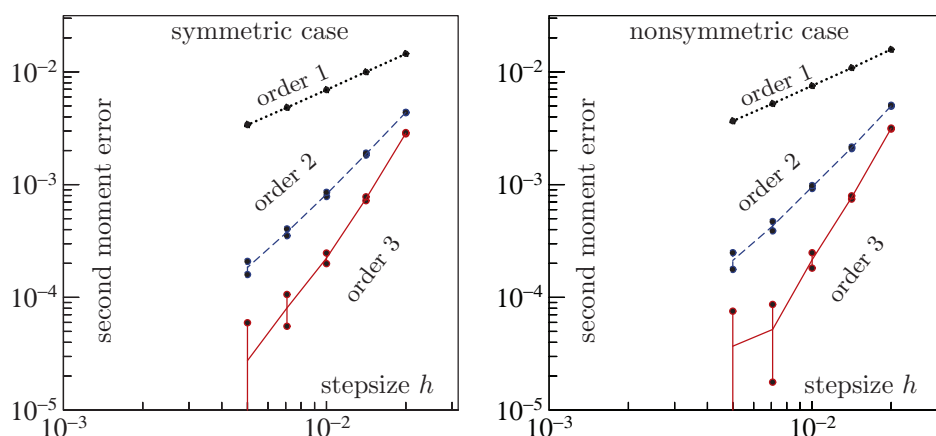 symmetric case
10⁻²
10⁻³
10⁻⁴
10⁻⁵
second moment error
order 1
order 2
order 3
stepsize h
10⁻³
10⁻²
nonsymmetric case
10⁻²
10⁻³
10⁻⁴
10⁻⁵
second moment error
order 1
order 2
order 3
stepsize h
10⁻³
10⁻²